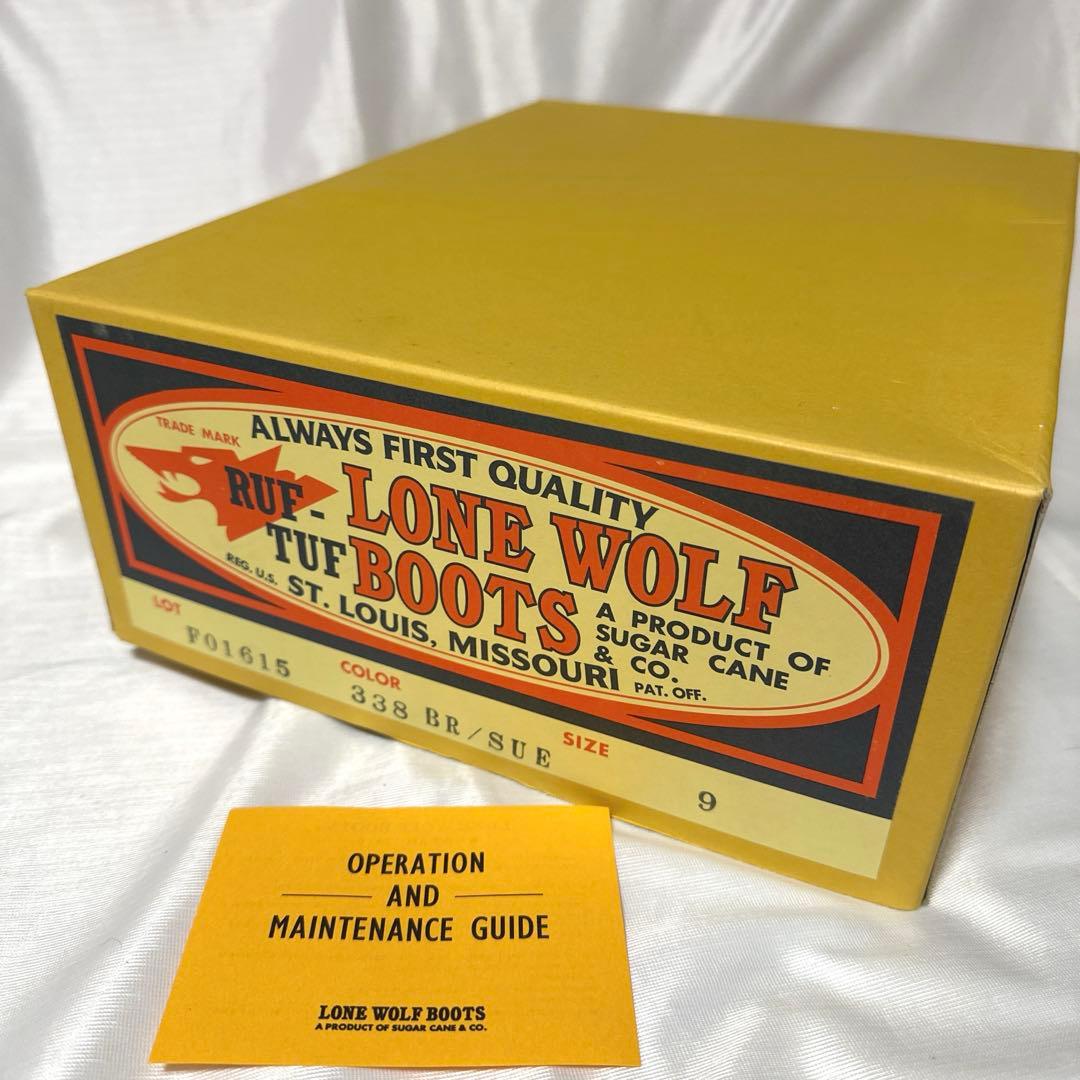 TRADE MARK
ALWAYS FIRST QUALITY
RUF-
TUF
LONE WOLF
BOOTS
A PRODUCT OF
SUGAR CANE
& CO.
REG. U.S.
ST. LOUIS, MISSOURI
PAT. OFF.
LOT
F01615
COLOR
338 BR/SUE
SIZE
9
OPERATION
AND
MAINTENANCE GUIDE
LONE WOLF BOOTS
A PRODUCT OF SUGAR CANE & CO.